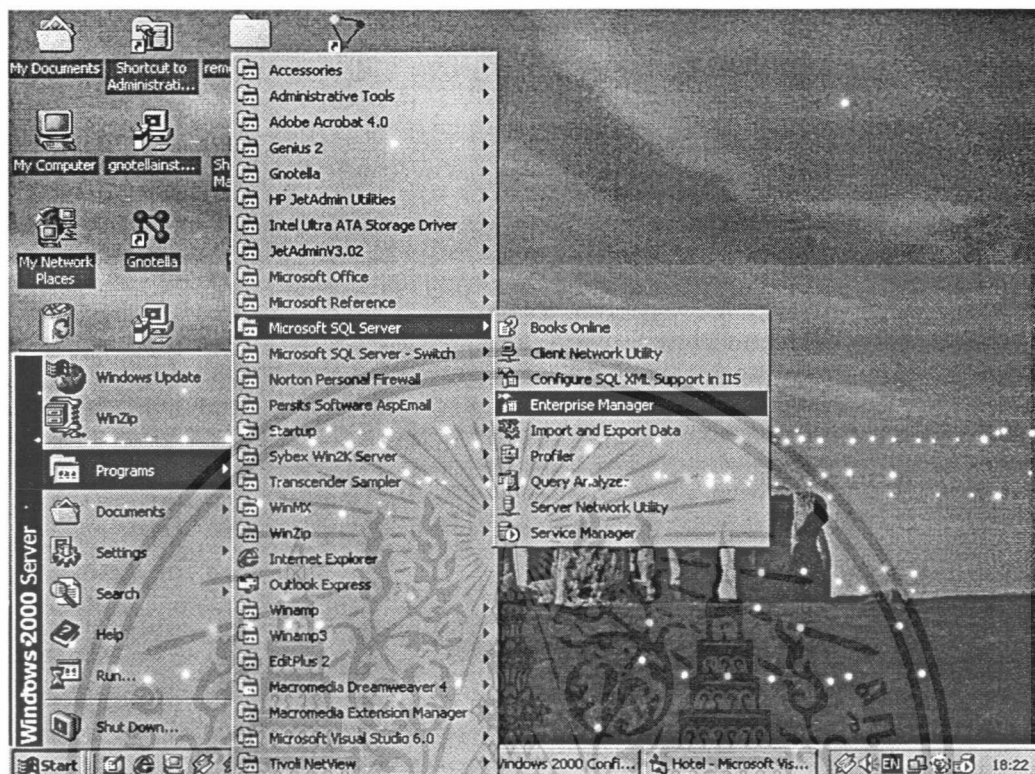 My Documents
Shortcut to
Administrati...
My Computer
gnotellainst...
My Network
Places
Gnotella
Windows 2000 Server
Windows Update
WinZip
Programs
Documents
Settings
Search
Help
Run...
Shut Down...
Accessories
Administrative Tools
Adobe Acrobat 4.0
Genius 2
Gnotella
HP JetAdmin Utilities
Intel Ultra ATA Storage Driver
JetAdminV3.02
Microsoft Office
Microsoft Reference
Microsoft SQL Server
Microsoft SQL Server - Switch
Norton Personal Firewall
Persits Software AspEmail
Startup
Sybex Win2K Server
Transcender Sampler
WinMX
WinZip
Internet Explorer
Outlook Express
Winamp
Winamp3
EditPlus 2
Macromedia Dreamweaver 4
Macromedia Extension Manager
Microsoft Visual Studio 6.0
Tivoli NetView
Books Online
Client Network Utility
Configure SQL XML Support in IIS
Enterprise Manager
Import and Export Data
Profiler
Query Analyzer
Server Network Utility
Service Manager
Start
Windows 2000 Confi...
Hotel - Microsoft Vis...
EN
18:22